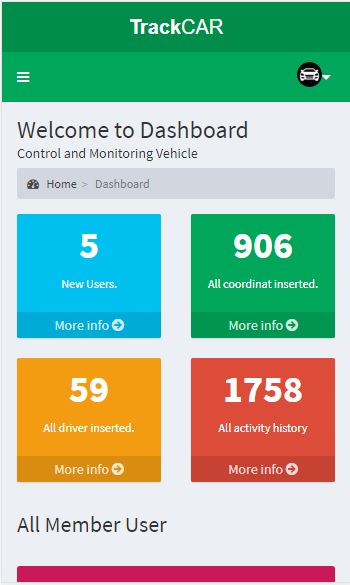 TrackCAR
Welcome to Dashboard
Control and Monitoring Vehicle
Home > Dashboard
5
New Users.
More info
906
All coordinat inserted.
More info
59
All driver inserted.
More info
1758
All activity history
More info
All Member User